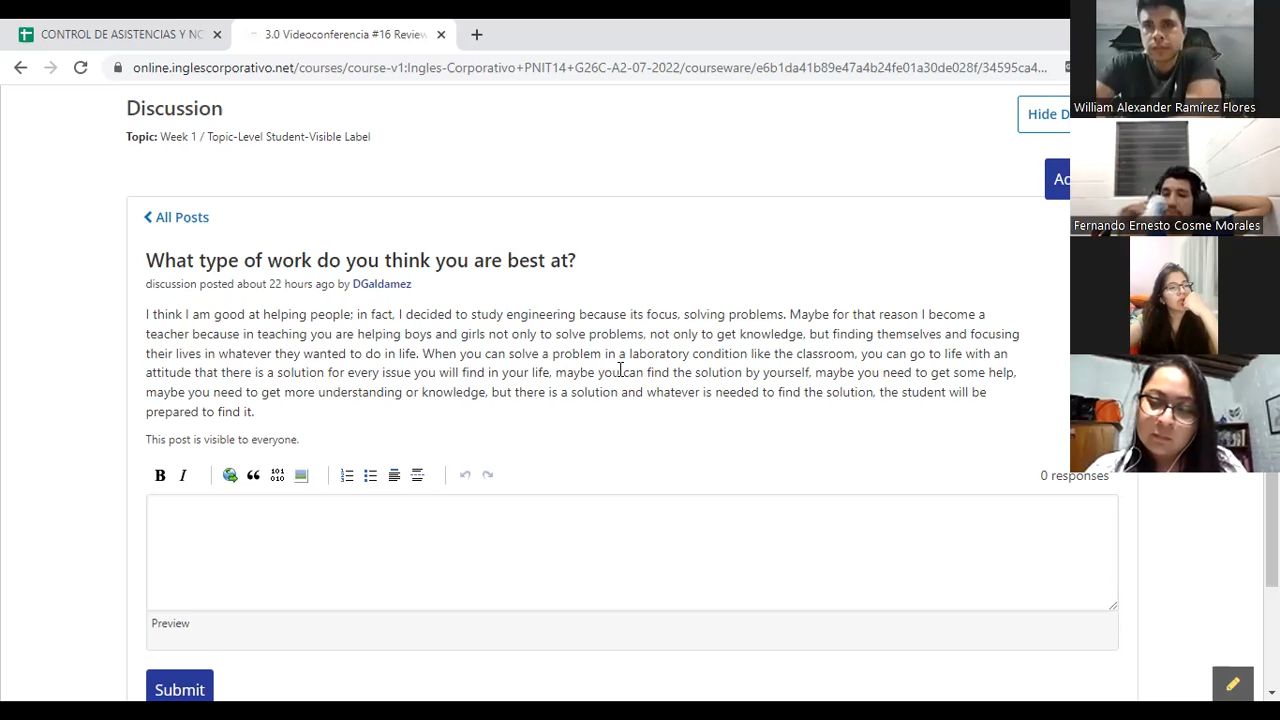 CONTROL DE ASISTENCIAS Y NC
3.0 Videoconferencia #16 Review
online.inglescorporativo.net/courses/course-v1:Ingles-Corporativo+PNIT14+G26C-A2-07-2022/courseware/e6b1da41b89e47a4b24fe01a30de028f/34595ca4...
William Alexander Ramírez Flores
Discussion
Hide D
Topic: Week 1 / Topic-Level Student-Visible Label
Ad
All Posts
Fernando Ernesto Cosme Morales
What type of work do you think you are best at?
discussion posted about 22 hours ago by DGaldamez
I think I am good at helping people; in fact, I decided to study engineering because its focus, solving problems. Maybe for that reason I become a
teacher because in teaching you are helping boys and girls not only to solve problems, not only to get knowledge, but finding themselves and focusing
their lives in whatever they wanted to do in life. When you can solve a problem in a laboratory condition like the classroom, you can go to life with an
attitude that there is a solution for every issue you will find in your life, maybe you can find the solution by yourself, maybe you need to get some help,
maybe you need to get more understanding or knowledge, but there is a solution and whatever is needed to find the solution, the student will be
prepared to find it.
This post is visible to everyone.
B I
101
010
0 responses
Preview
Submit